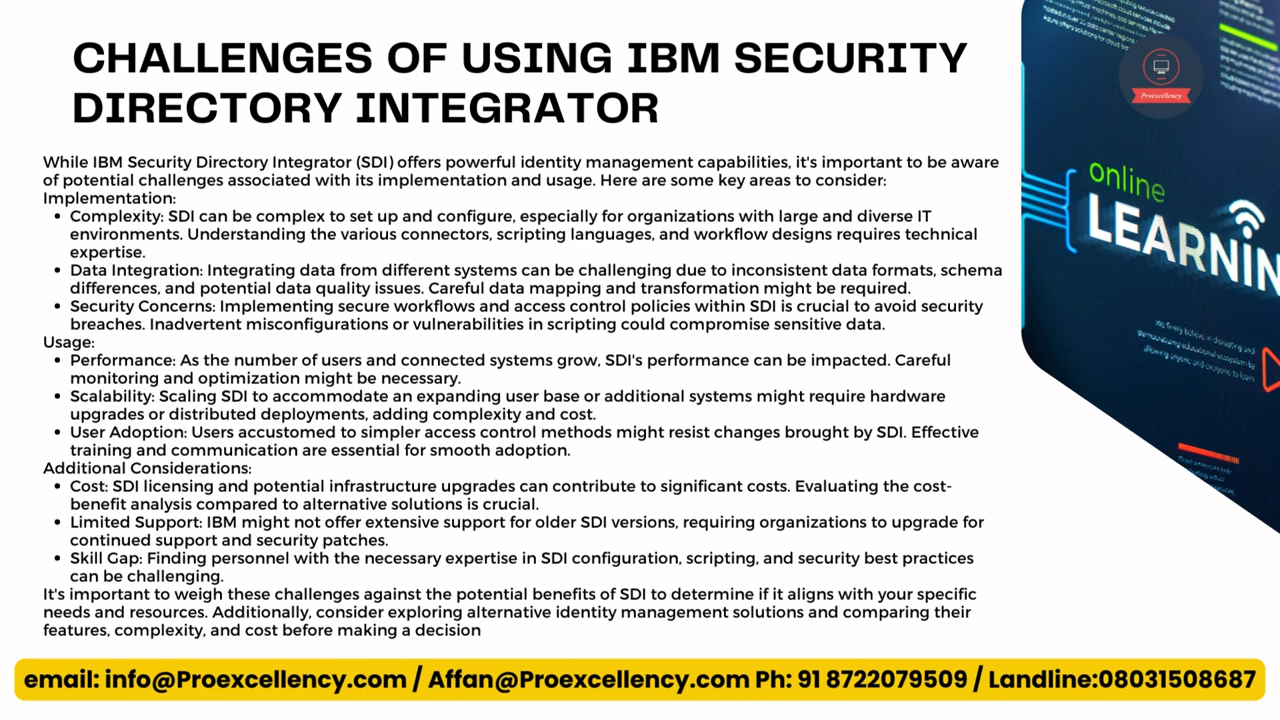 CHALLENGES OF USING IBM SECURITY
DIRECTORY INTEGRATOR
While IBM Security Directory Integrator (SDI) offers powerful identity management capabilities, it's important to be aware
of potential challenges associated with its implementation and usage. Here are some key areas to consider:
Implementation:
• Complexity: SDI can be complex to set up and configure, especially for organizations with large and diverse IT
environments. Understanding the various connectors, scripting languages, and workflow designs requires technical
expertise.
• Data Integration: Integrating data from different systems can be challenging due to inconsistent data formats, schema
differences, and potential data quality issues. Careful data mapping and transformation might be required.
• Security Concerns: Implementing secure workflows and access control policies within SDI is crucial to avoid security
breaches. Inadvertent misconfigurations or vulnerabilities in scripting could compromise sensitive data.
Usage:
• Performance: As the number of users and connected systems grow, SDI's performance can be impacted. Careful
monitoring and optimization might be necessary.
• Scalability: Scaling SDI to accommodate an expanding user base or additional systems might require hardware
upgrades or distributed deployments, adding complexity and cost.
• User Adoption: Users accustomed to simpler access control methods might resist changes brought by SDI. Effective
training and communication are essential for smooth adoption.
Additional Considerations:
• Cost: SDI licensing and potential infrastructure upgrades can contribute to significant costs. Evaluating the cost-
benefit analysis compared to alternative solutions is crucial.
• Limited Support: IBM might not offer extensive support for older SDI versions, requiring organizations to upgrade for
continued support and security patches.
• Skill Gap: Finding personnel with the necessary expertise in SDI configuration, scripting, and security best practices
can be challenging.
It's important to weigh these challenges against the potential benefits of SDI to determine if it aligns with your specific
needs and resources. Additionally, consider exploring alternative identity management solutions and comparing their
features, complexity, and cost before making a decision
Proexcellency
online
LEARNIN
We firmly believe in disrupting and
democratising educational ecosystem by
allowing anyone and everyone to learn
email: info@Proexcellency.com / Affan@Proexcellency.com Ph: 91 8722079509 / Landline:08031508687